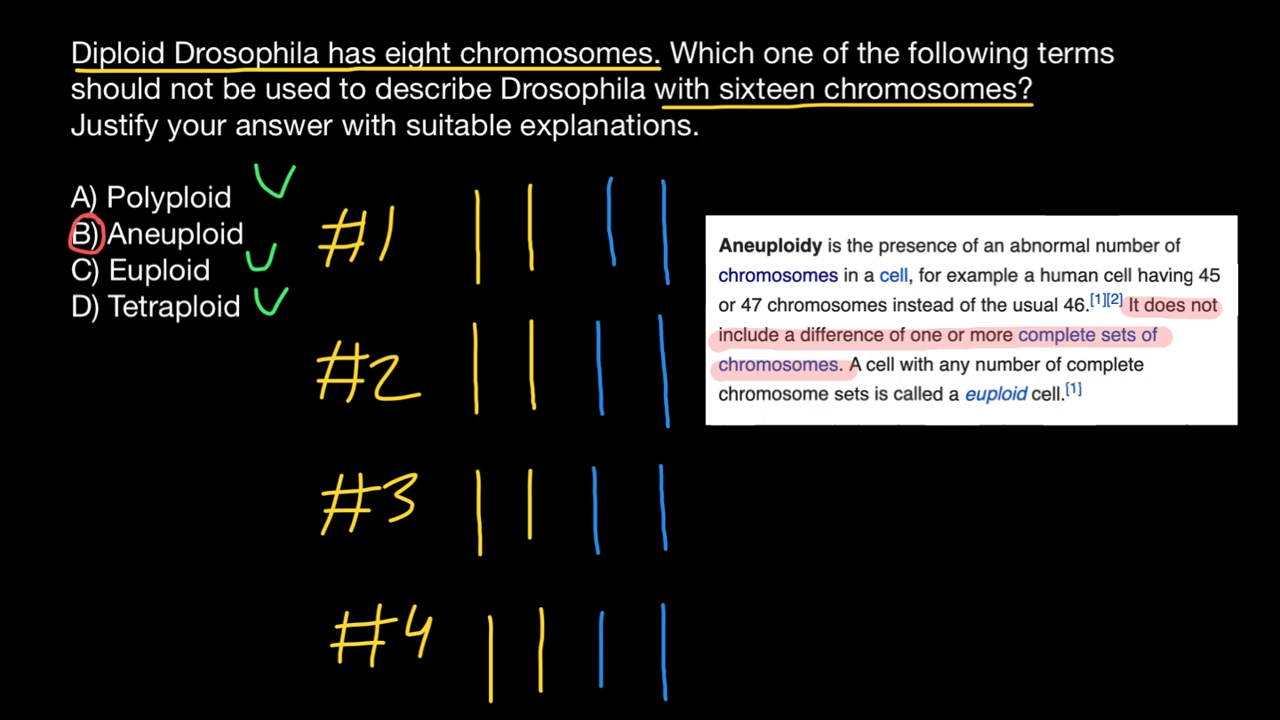 Diploid Drosophila has eight chromosomes. Which one of the following terms
should not be used to describe Drosophila with sixteen chromosomes?
Justify your answer with suitable explanations.
A) Polyploid
B) Aneuploid
C) Euploid
D) Tetraploid
#1
#2
#3
#4
Aneuploidy is the presence of an abnormal number of
chromosomes in a cell, for example a human cell having 45
or 47 chromosomes instead of the usual 46.[1][2] It does not
include a difference of one or more complete sets of
chromosomes. A cell with any number of complete
chromosome sets is called a euploid cell.[1]